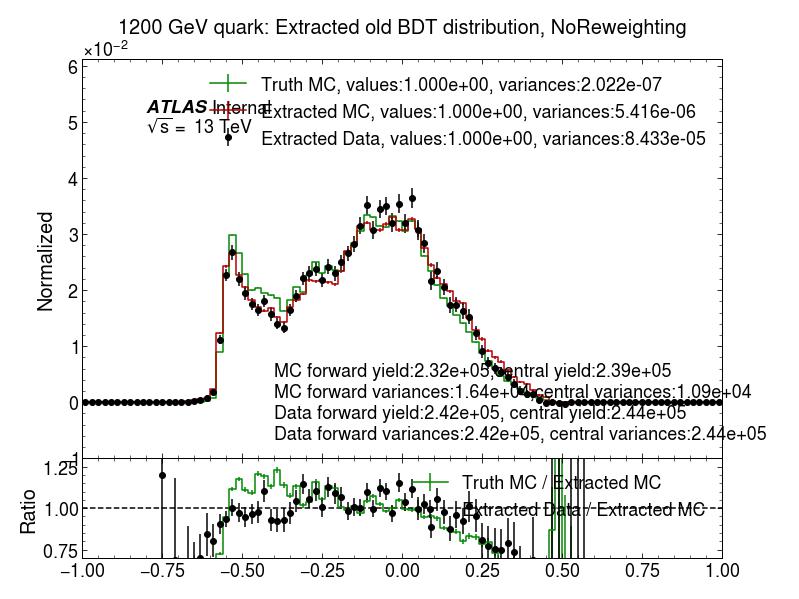 1200 GeV quark: Extracted old BDT distribution, NoReweighting
×10⁻²
6
5
4
3
2
1
0
1
Normalized
Truth MC, values:1.000e+00, variances:2.022e-07
Extracted MC, values:1.000e+00, variances:5.416e-06
Extracted Data, values:1.000e+00, variances:8.433e-05
ATLAS Internal
√s = 13 TeV
MC forward yield:2.32e+05, central yield:2.39e+05
MC forward variances:1.64e+04, central variances:1.09e+04
Data forward yield:2.42e+05, central yield:2.44e+05
Data forward variances:2.42e+05, central variances:2.44e+05
1.25
1.00
0.75
Ratio
Truth MC / Extracted MC
Extracted Data / Extracted MC
−1.00 −0.75 −0.50 −0.25 0.00 0.25 0.50 0.75 1.00